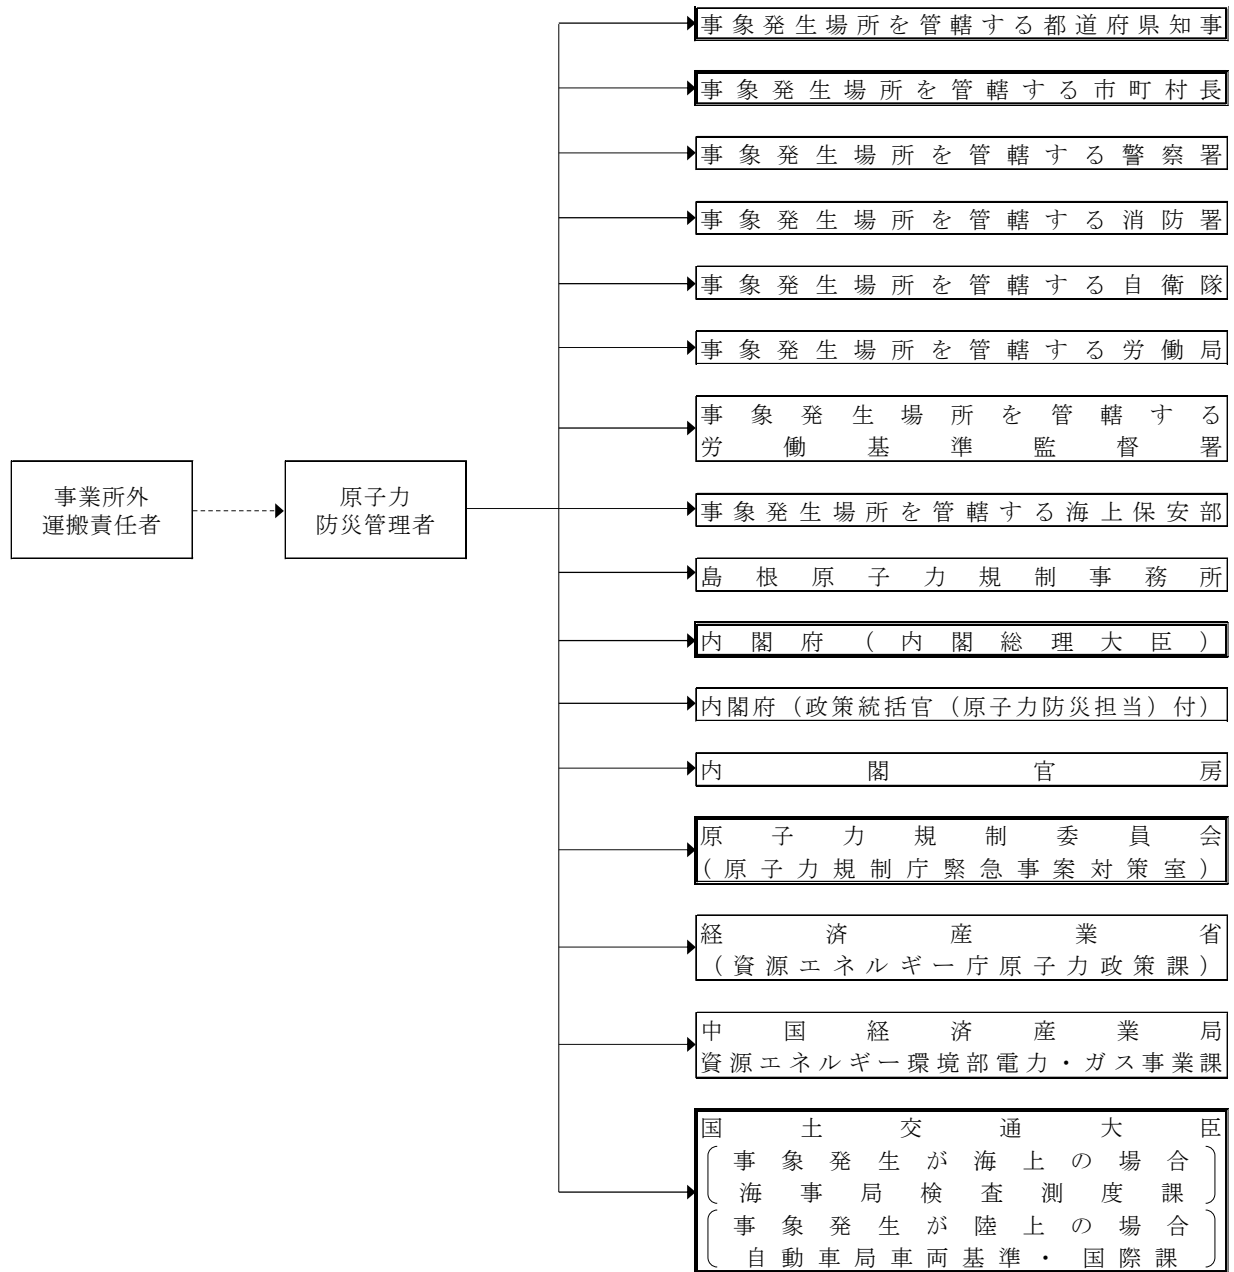 事象発生場所を管轄する都道府県知事
事象発生場所を管轄する市町村長
事象発生場所を管轄する警察署
事象発生場所を管轄する消防署
事象発生場所を管轄する自衛隊
事象発生場所を管轄する労働局
事象発生場所を管轄する
労働基準監督署
事業所外
運搬責任者
原子力
防災管理者
事象発生場所を管轄する海上保安部
島根原子力規制事務所
内閣府（内閣総理大臣）
内閣府（政策統括官（原子力防災担当）付）
内閣官房
原子力規制委員会
（原子力規制庁緊急事案対策室）
経済産業省
（資源エネルギー庁原子力政策課）
中国経済産業局
資源エネルギー環境部電力・ガス事業課
国土交通大臣
事象発生が海上の場合
海事局検査測度課
事象発生が陸上の場合
自動車局車両基準・国際課